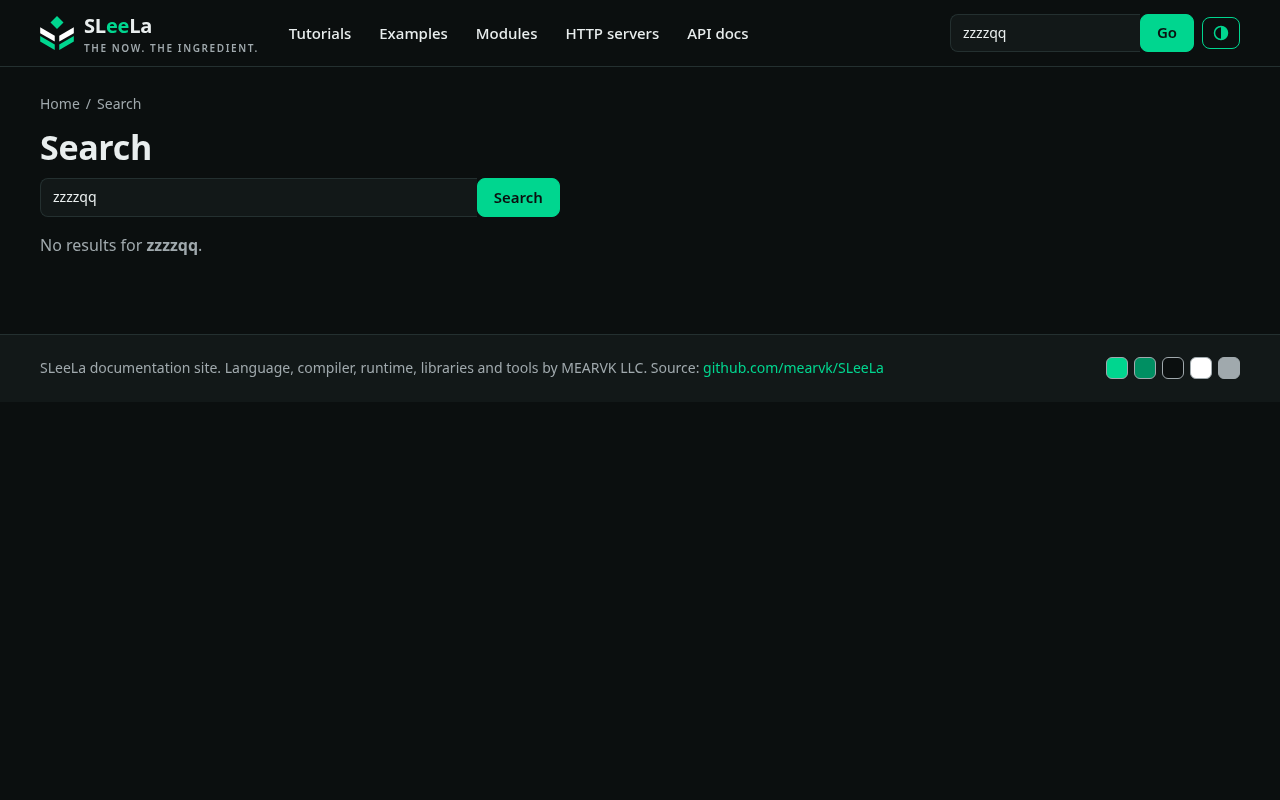 SLeeLa
THE NOW. THE INGREDIENT.
Tutorials
Examples
Modules
HTTP servers
API docs
zzzzqq
Go
Home / Search
Search
zzzzqq
Search
No results for zzzzqq.
SLeeLa documentation site. Language, compiler, runtime, libraries and tools by MEARVK LLC. Source: github.com/mearvk/SLeeLa